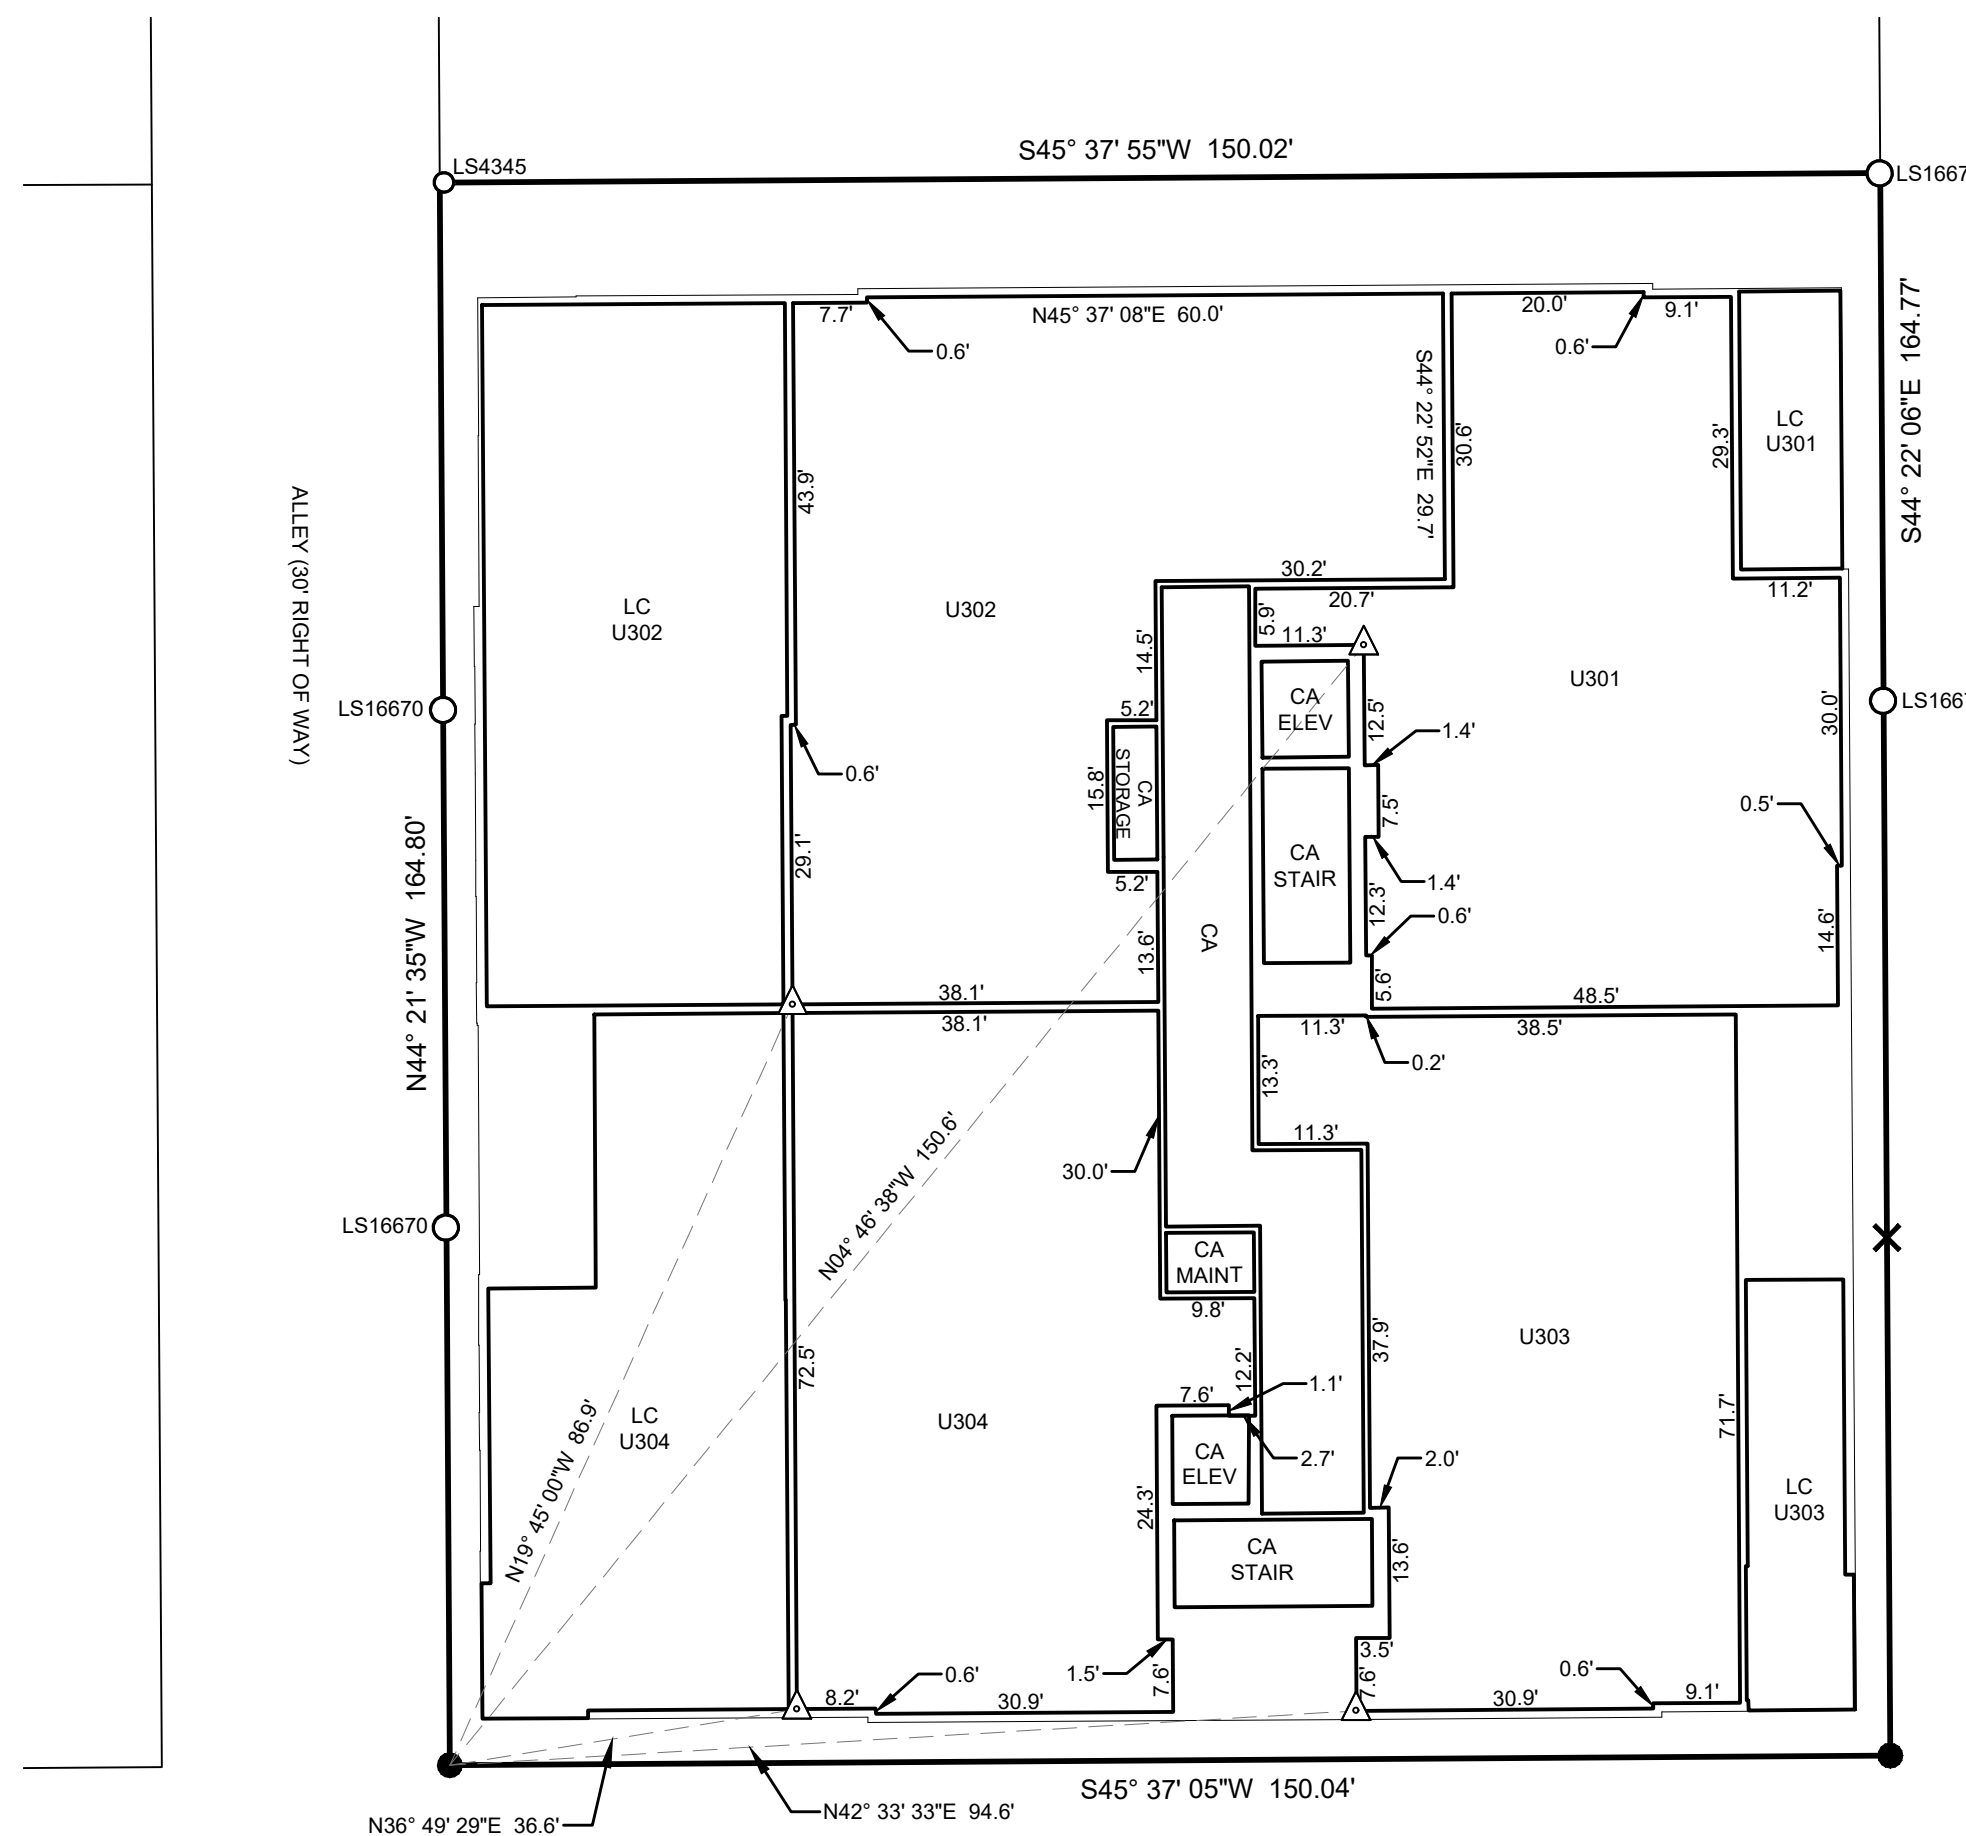 S45° 37' 55"W 150.02'
LS4345
LS1667
7.7'
N45° 37' 08"E 60.0'
0.6'
20.0'
0.6'
9.1'
S44° 22' 52"E 29.7'
30.6'
29.3'
LC
U301
S44° 22' 06"E 164.77'
43.9'
ALLEY (30' RIGHT OF WAY)
LC
U302
U302
30.2'
20.7'
5.9'
11.3'
11.2'
14.5'
U301
LS16670
LS1667
5.2'
CA
ELEV
12.5'
1.4'
30.0'
0.6'
15.8'
CA
STORAGE
7.5'
0.5'
N44° 21' 35"W 164.80'
29.1'
CA
STAIR
5.2'
1.4'
12.3'
0.6'
13.6'
CA
14.6'
5.6'
38.1'
48.5'
38.1'
11.3'
38.5'
0.2'
13.3'
11.3'
N04° 46' 38"W 150.6'
30.0'
LS16670
CA
MAINT
9.8'
72.5'
37.9'
U303
12.2'
1.1'
7.6'
LC
U304
U304
71.7'
N19° 45' 00"W 86.9'
CA
ELEV
2.7'
2.0'
24.3'
LC
U303
CA
STAIR
13.6'
3.5'
1.5'
7.6'
7.6'
0.6'
0.6'
8.2'
30.9'
30.9'
9.1'
S45° 37' 05"W 150.04'
N42° 33' 33"E 94.6'
N36° 49' 29"E 36.6'